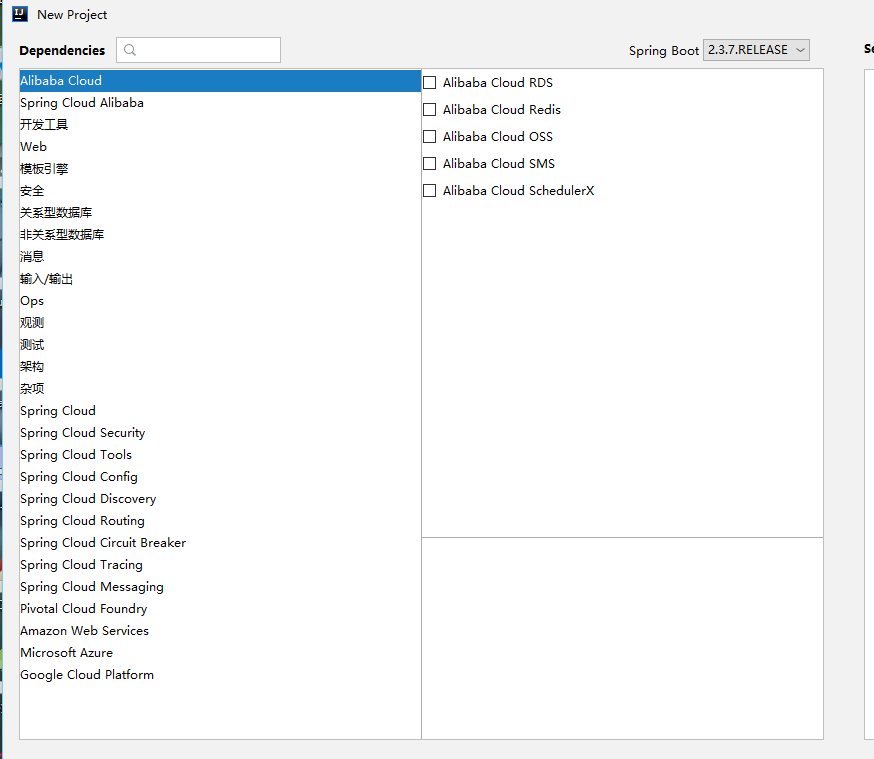 New Project
Dependencies
Spring Boot 2.3.7.RELEASE
Alibaba Cloud
Spring Cloud Alibaba
开发工具
Web
模板引擎
安全
关系型数据库
非关系型数据库
消息
输入/输出
Ops
观测
测试
架构
杂项
Spring Cloud
Spring Cloud Security
Spring Cloud Tools
Spring Cloud Config
Spring Cloud Discovery
Spring Cloud Routing
Spring Cloud Circuit Breaker
Spring Cloud Tracing
Spring Cloud Messaging
Pivotal Cloud Foundry
Amazon Web Services
Microsoft Azure
Google Cloud Platform
Alibaba Cloud RDS
Alibaba Cloud Redis
Alibaba Cloud OSS
Alibaba Cloud SMS
Alibaba Cloud SchedulerX